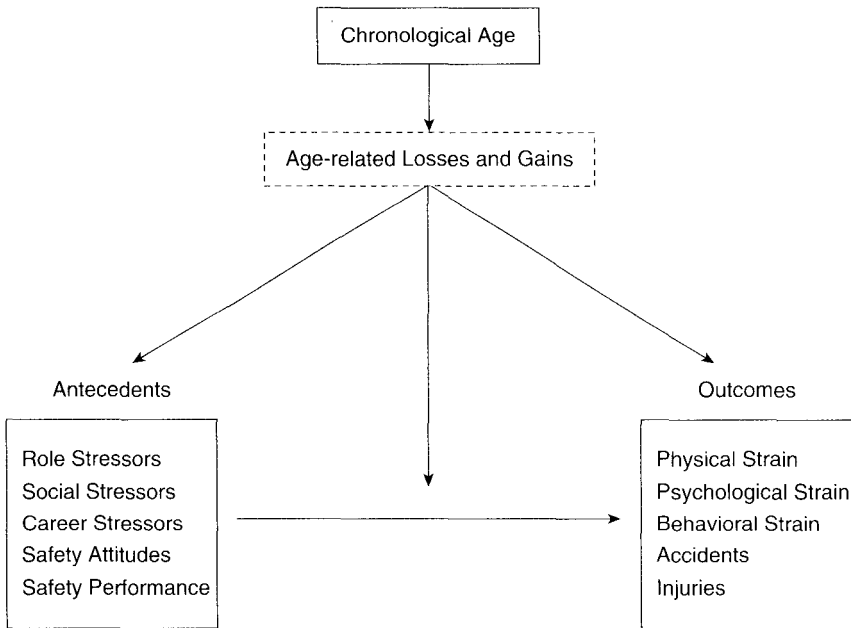 Chronological Age
Age-related Losses and Gains
Antecedents
Role Stressors
Social Stressors
Career Stressors
Safety Attitudes
Safety Performance
Outcomes
Physical Strain
Psychological Strain
Behavioral Strain
Accidents
Injuries